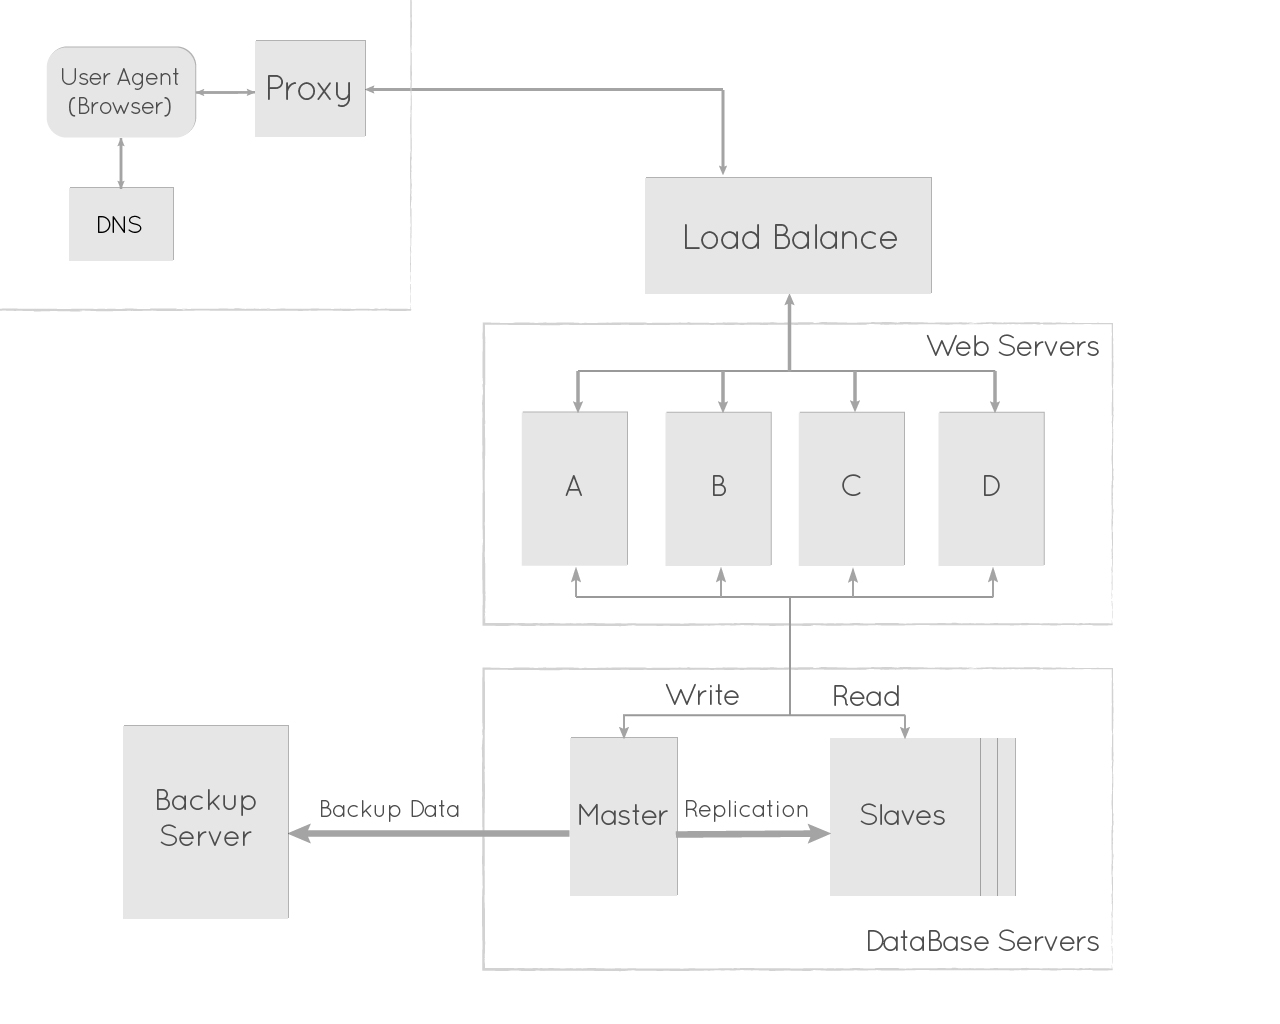 User Agent
(Browser)
Proxy
DNS
Load Balance
Web Servers
A
B
C
D
Write
Read
Backup
Server
Backup Data
Master
Replication
Slaves
DataBase Servers